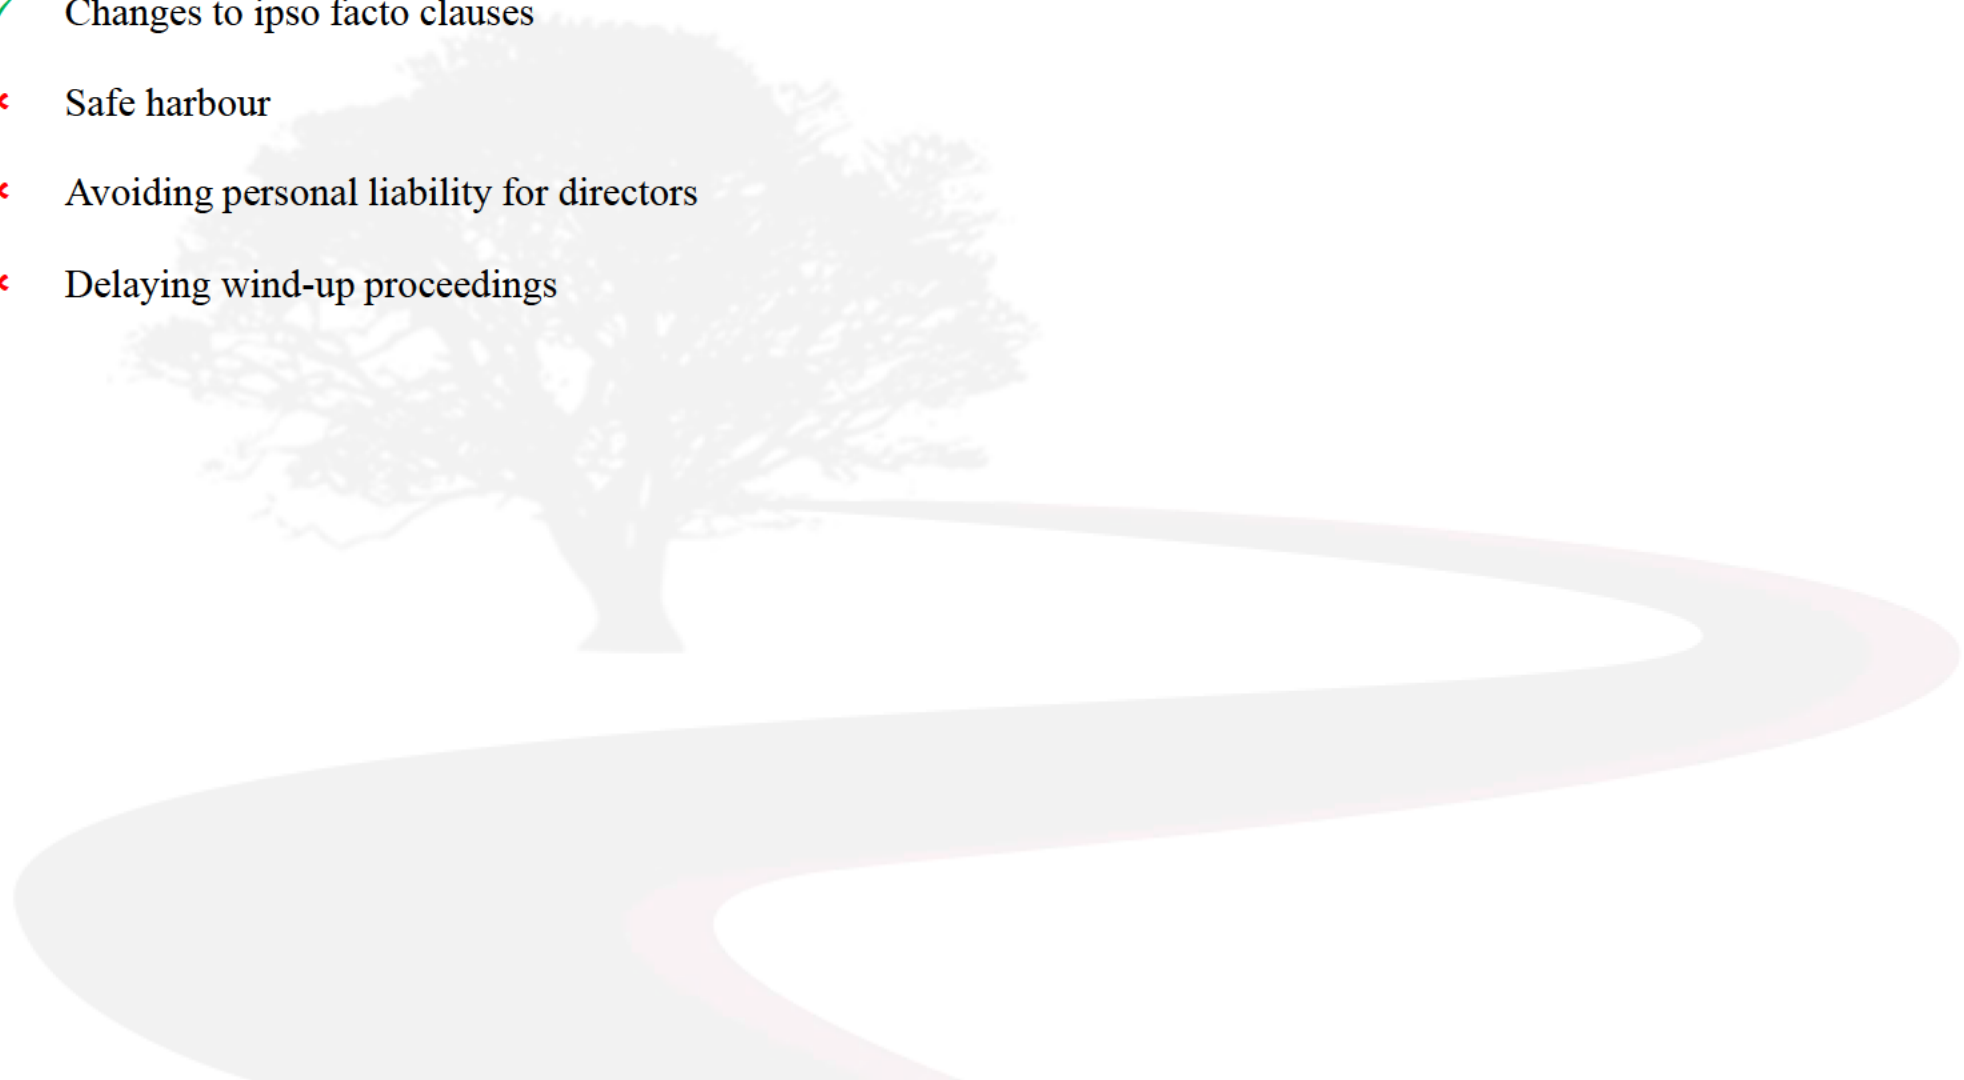 ✓ Changes to ipso facto clauses
× Safe harbour
× Avoiding personal liability for directors
× Delaying wind-up proceedings